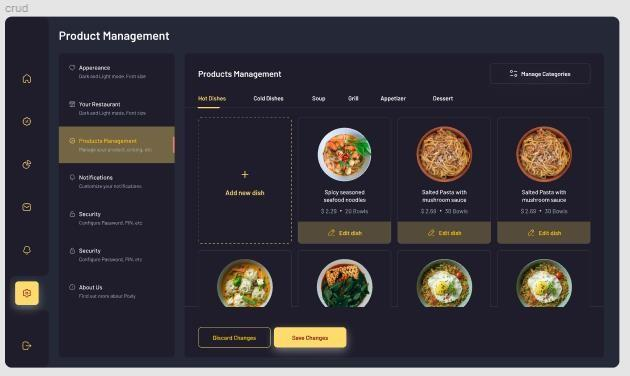 crud
Product Management
Appereance
Dark and Light mode, Font size
Your Restaurant
Dark and Light mode, Font size
Products Management
Manage your product, pricing, etc
Notifications
Customize your notifications
Security
Configure Password, PIN, etc
Security
Configure Password, PIN, etc
About Us
Find out more about Posly
Products Management
Manage Categories
Hot Dishes Cold Dishes Soup Grill Appetizer Dessert
+
Add new dish
Spicy seasoned
seafood noodles
$ 2.29 • 20 Bowls
Edit dish
Salted Pasta with
mushroom sauce
$ 2.69 • 30 Bowls
Edit dish
Salted Pasta with
mushroom sauce
$ 2.69 • 30 Bowls
Edit dish
Discard Changes
Save Changes